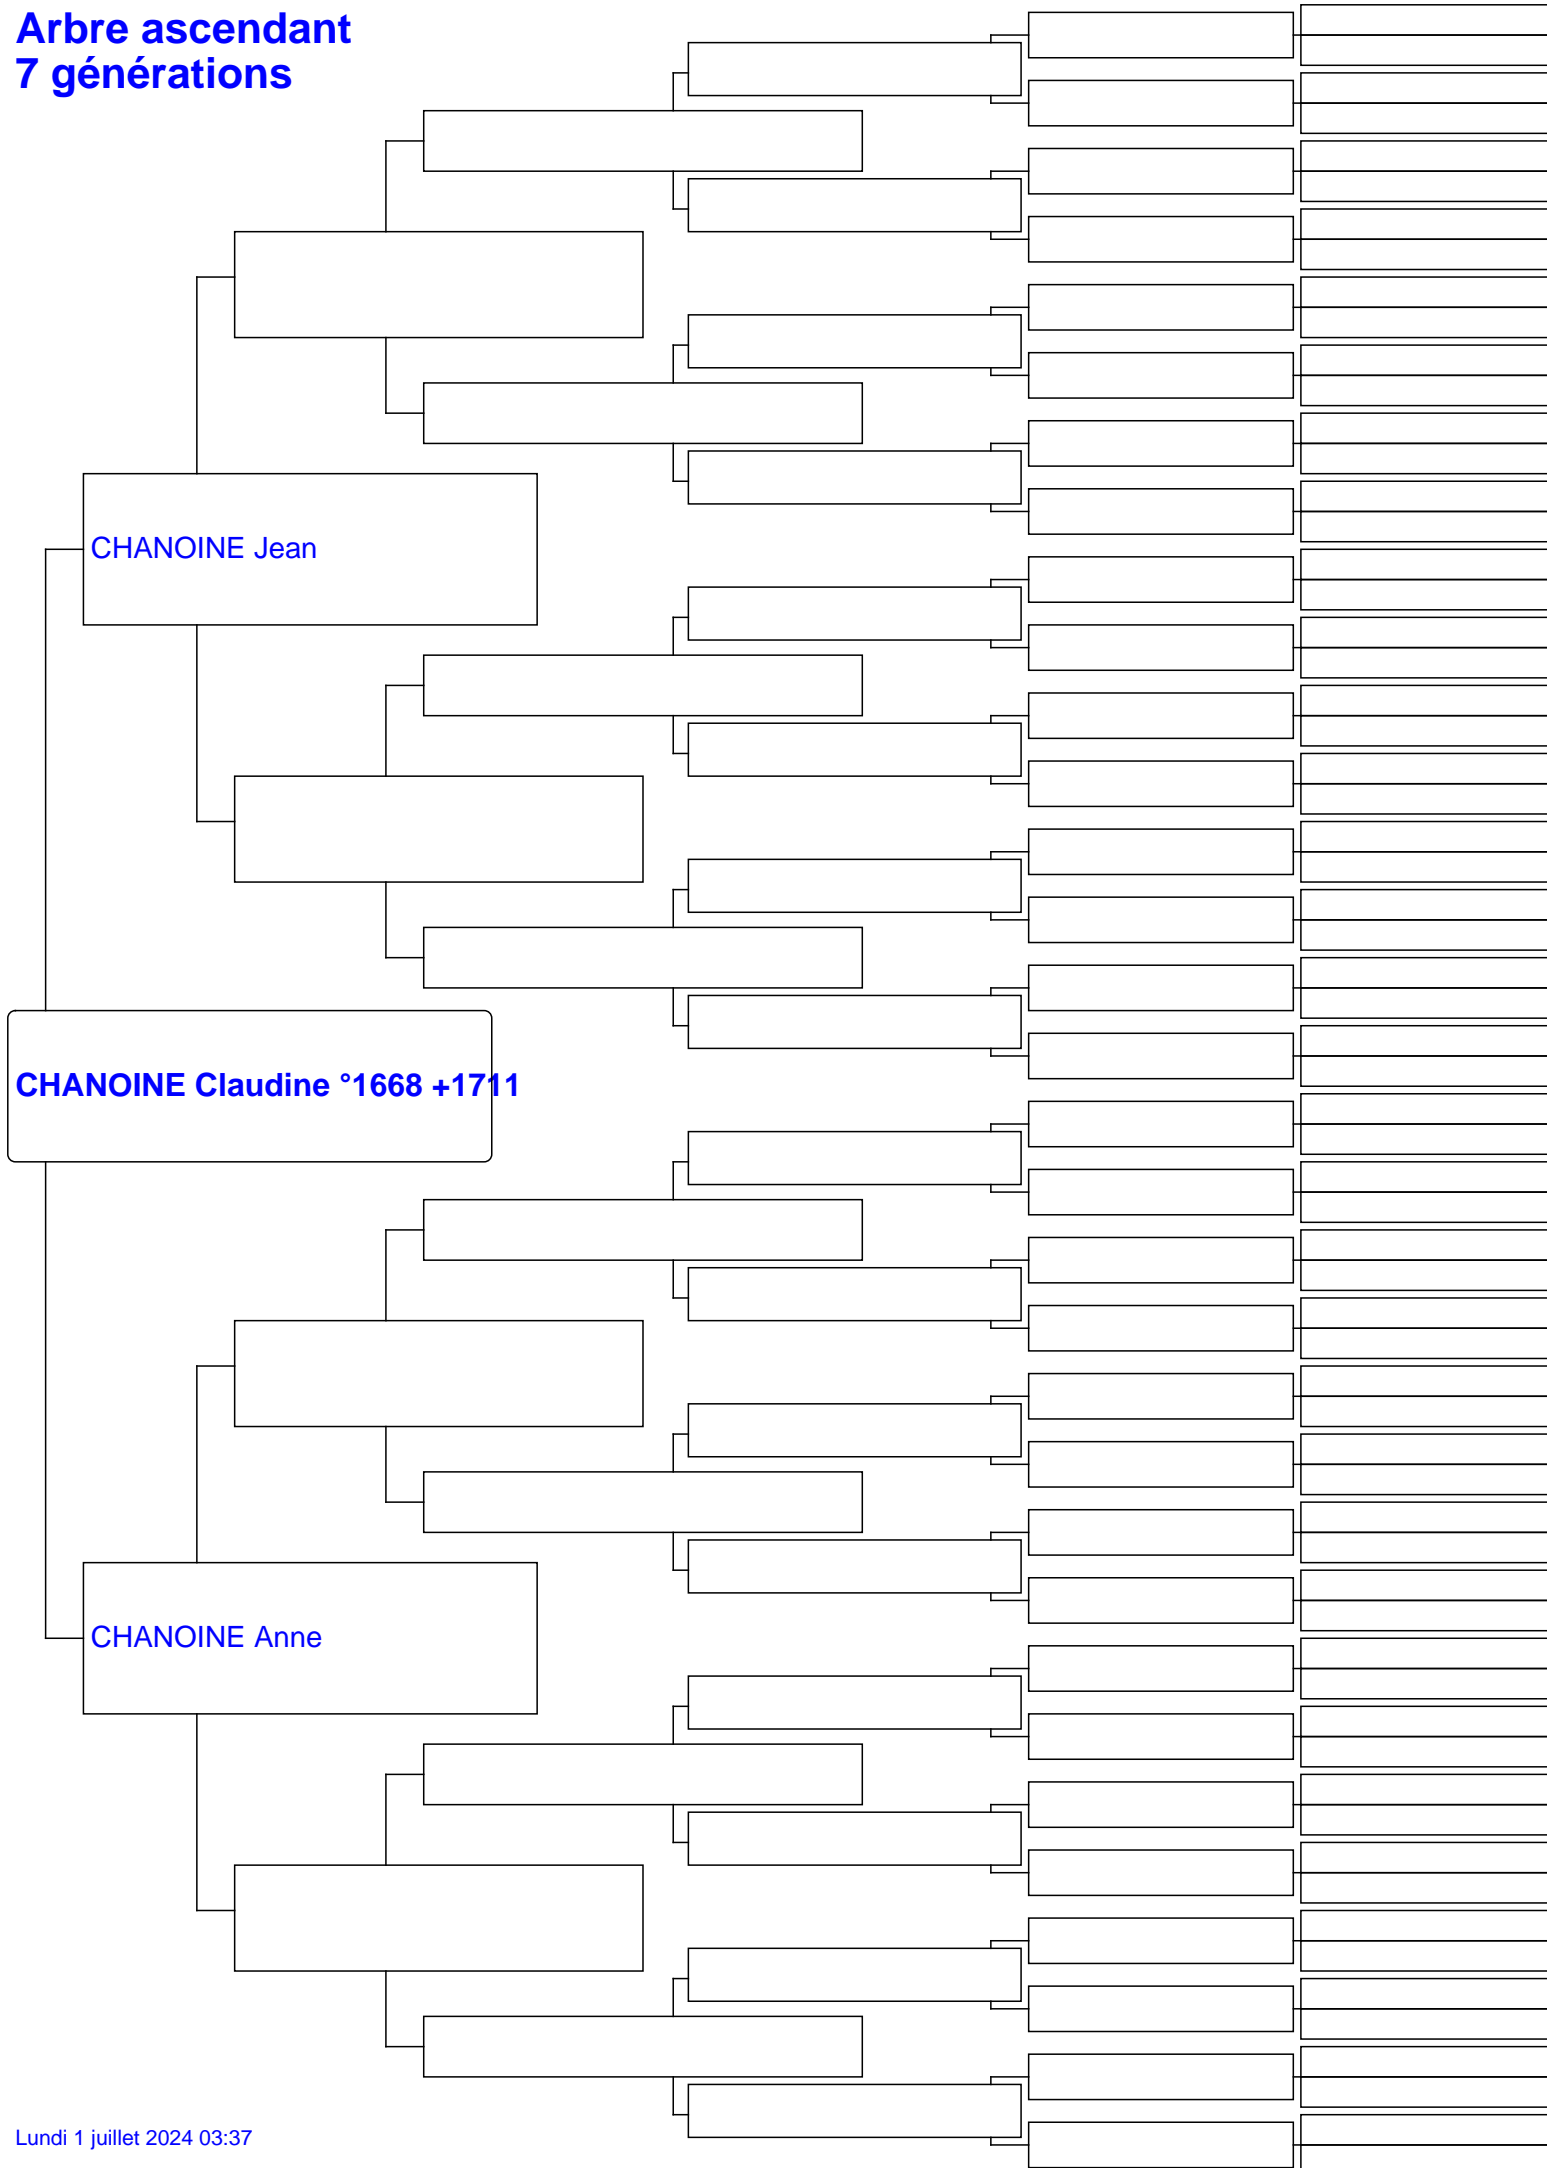 Arbre ascendant
7 générations
CHANOINE Jean
CHANOINE Claudine °1668 +1711
CHANOINE Anne
Lundi 1 juillet 2024 03:37